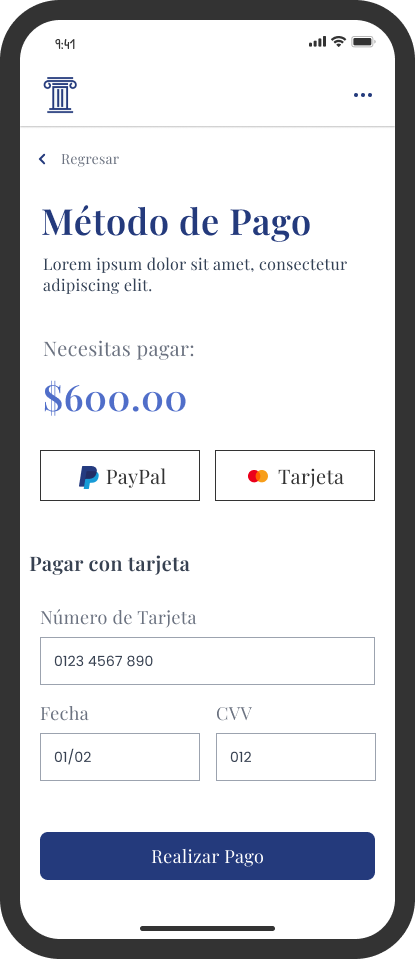 9:41
Regresar
Método de Pago
Lorem ipsum dolor sit amet, consectetur
adipiscing elit.
Necesitas pagar:
$600.00
PayPal
Tarjeta
Pagar con tarjeta
Número de Tarjeta
0123 4567 890
Fecha
CVV
01/02
012
Realizar Pago